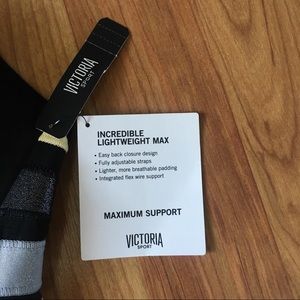 VICTORIA
SPORT
INCREDIBLE
LIGHTWEIGHT MAX
• Easy back closure design
• Fully adjustable straps
• Lighter, more breathable padding
• Integrated flex wire support
MAXIMUM SUPPORT
VICTORIA
SPORT